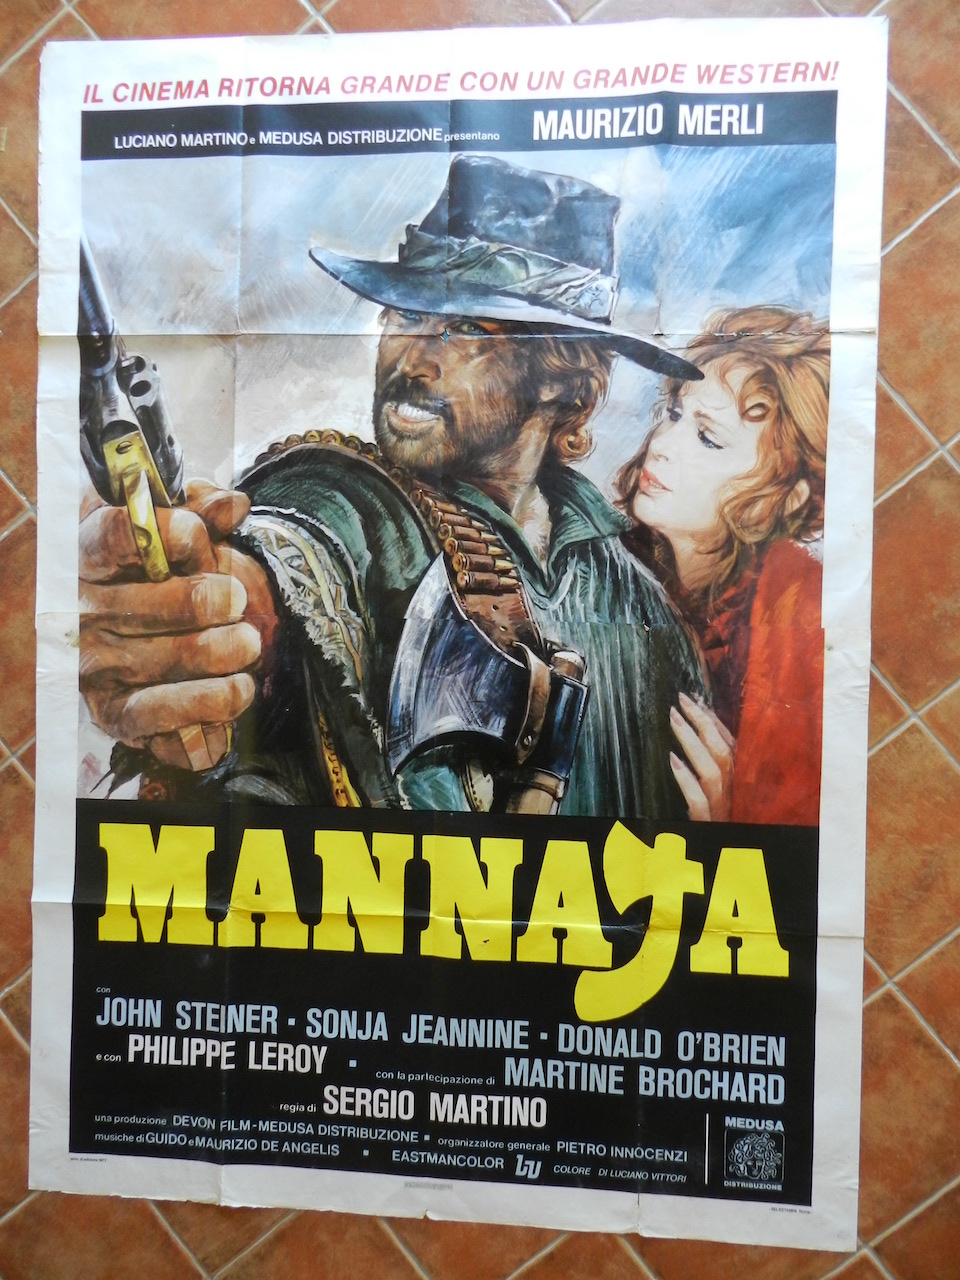 IL CINEMA RITORNA GRANDE CON UN GRANDE WESTERN!
LUCIANO MARTINO e MEDUSA DISTRIBUZIONE presentano MAURIZIO MERLI
MANNAJA
con
JOHN STEINER · SONJA JEANNINE · DONALD O'BRIEN
e con PHILIPPE LEROY · con la partecipazione di MARTINE BROCHARD
regia di SERGIO MARTINO
una produzione DEVON FILM-MEDUSA DISTRIBUZIONE ▪ organizzatore generale PIETRO INNOCENZI
musiche di GUIDO e MAURIZIO DE ANGELIS ▪ EASTMANCOLOR LV COLORE DI LUCIANO VITTORI
MEDUSA
DISTRIBUZIONE